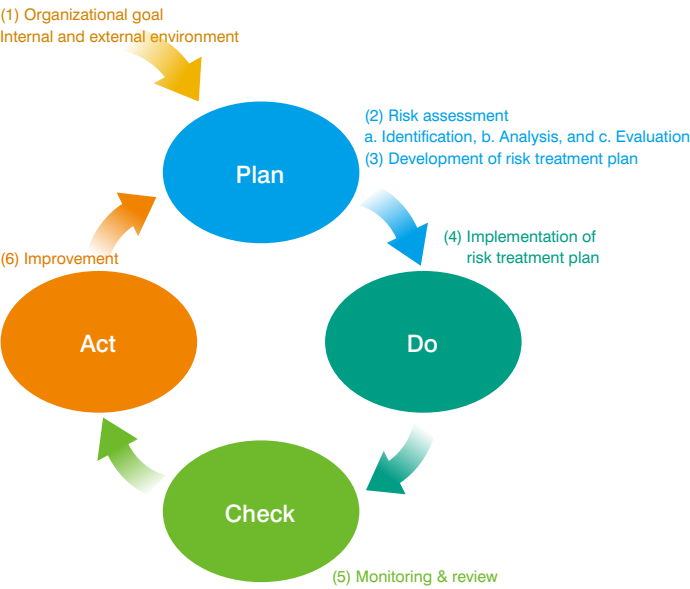 (1) Organizational goal
Internal and external environment
(2) Risk assessment
a. Identification, b. Analysis, and c. Evaluation
(3) Development of risk treatment plan
Plan
(4) Implementation of
risk treatment plan
(6) Improvement
Act
Do
Check
(5) Monitoring & review